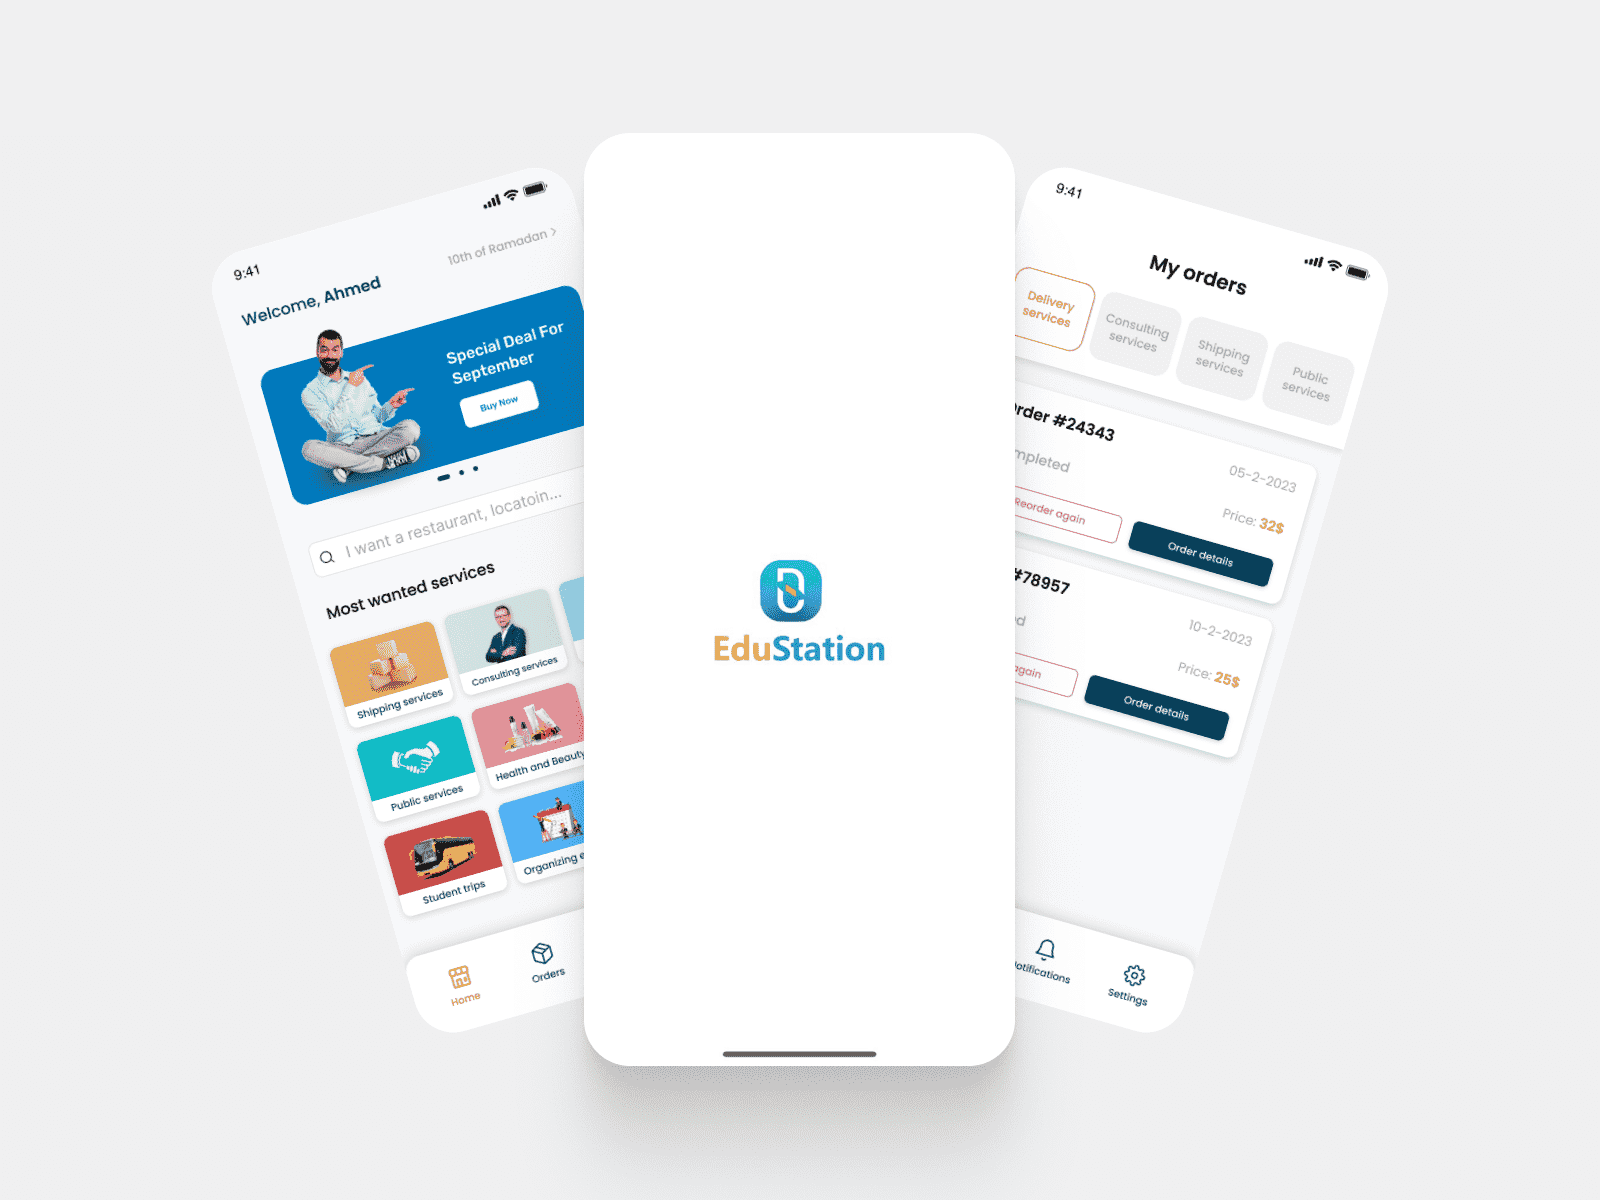 9:41
10th of Ramadan >
Welcome, Ahmed
Special Deal For
September
Buy Now
I want a restaurant, locatoin...
Most wanted services
Shipping services
Consulting services
Public services
Health and Beauty
Student trips
Organizing e
Home
Orders
EduStation
9:41
My orders
Delivery
services
Consulting
services
Shipping
services
Public
services
Order #24343
mpleted
05-2-2023
Price: 32$
Reorder again
Order details
#78957
ed
10-2-2023
Price: 25$
again
Order details
Notifications
Settings